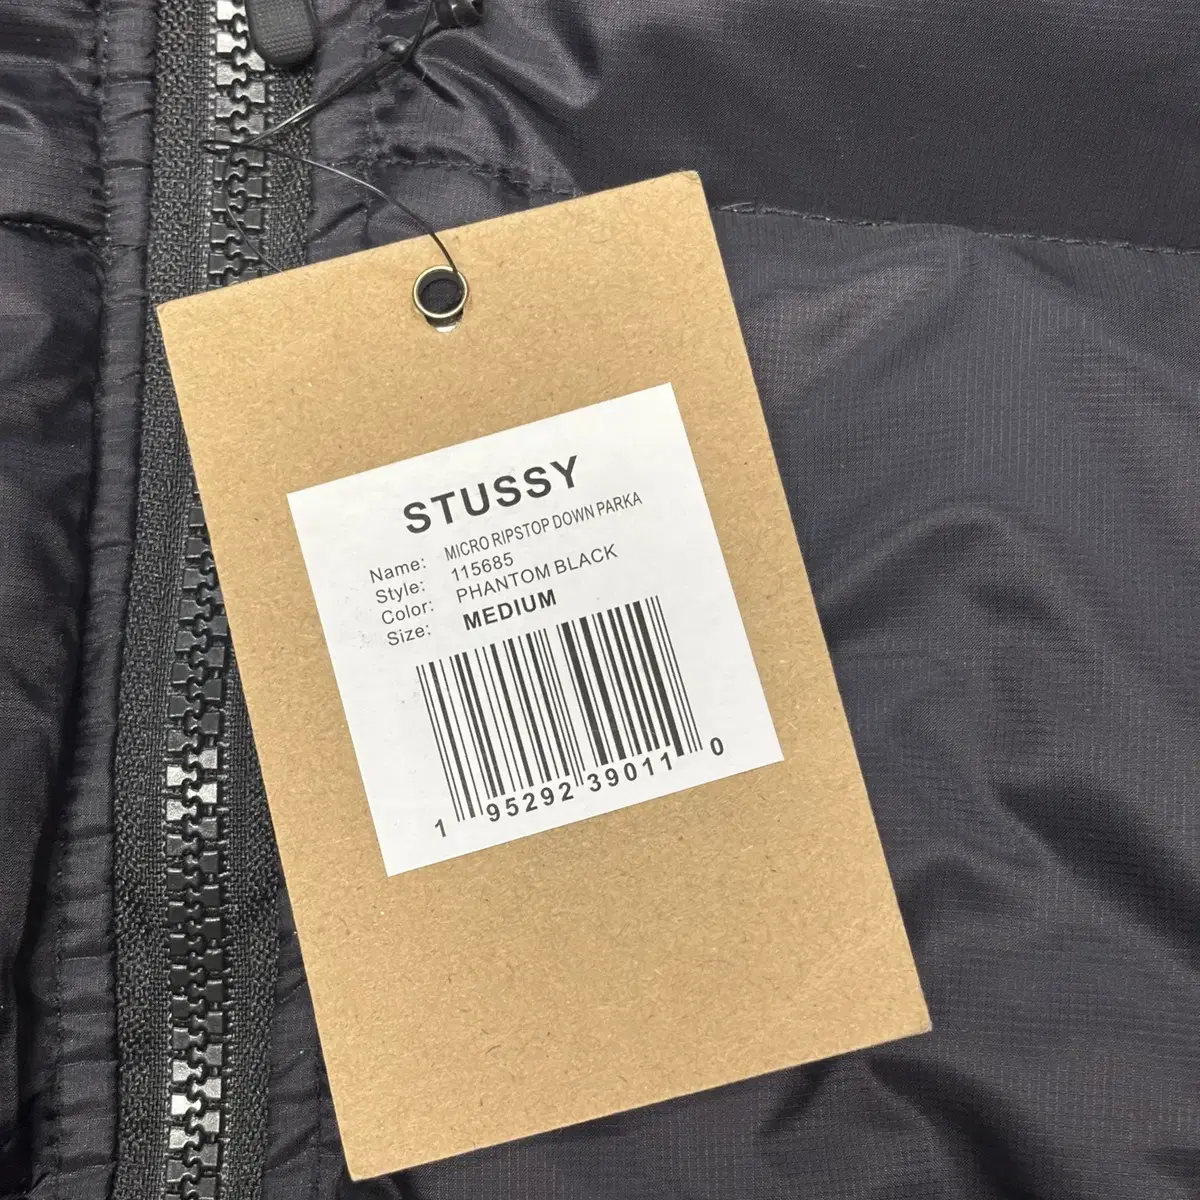 STUSSY
Name: MICRO RIPSTOP DOWN PARKA
Style: 115685
Color: PHANTOM BLACK
Size: MEDIUM
1 95292 39011 0